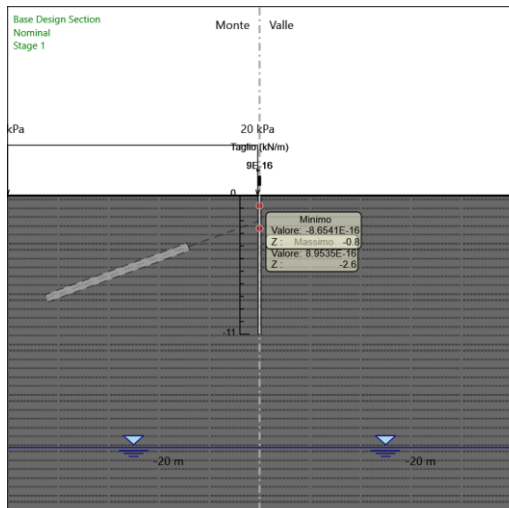 Base Design Section
Nominal
Stage 1
Monte
Valle
kPa
20 kPa
Taglio (kN/m)
9E-16
0
Minimo
Valore: -8.6541E-16
Z : Massimo -0.8
Valore: 8.9535E-16
Z : -2.6
-11
-20 m
-20 m